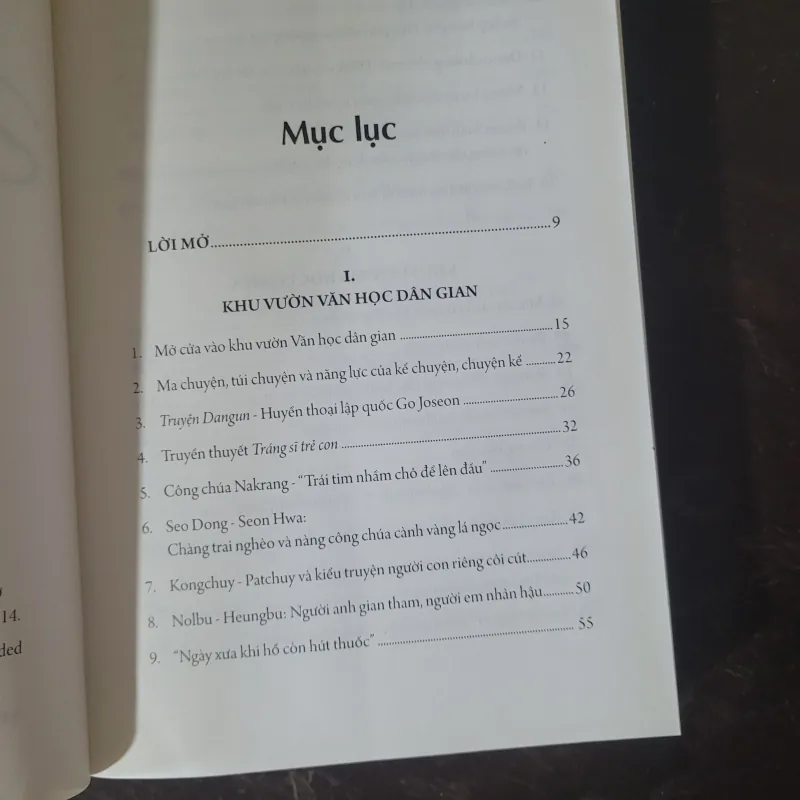 Mục lục
LỜI MỞ..........9
I.
KHU VƯỜN VĂN HỌC DÂN GIAN
1. Mở cửa vào khu vườn Văn học dân gian ..........15
2. Ma chuyện, túi chuyện và năng lực của kể chuyện, chuyện kể ..........22
3. Truyện Dangun - Huyền thoại lập quốc Go Joseon ..........26
4. Truyền thuyết Tráng sĩ trẻ con ..........32
5. Công chúa Nakrang - “Trái tim nhầm chỗ để lên đầu” ..........36
6. Seo Dong - Seon Hwa:
Chàng trai nghèo và nàng công chúa cành vàng lá ngọc..........42
7. Kongchuy - Patchuy và kiểu truyện người con riêng côi cút..........46
8. Nolbu - Heungbu: Người anh gian tham, người em nhân hậu..........50
9. “Ngày xưa khi hổ còn hút thuốc” .......... 55
14.
ded